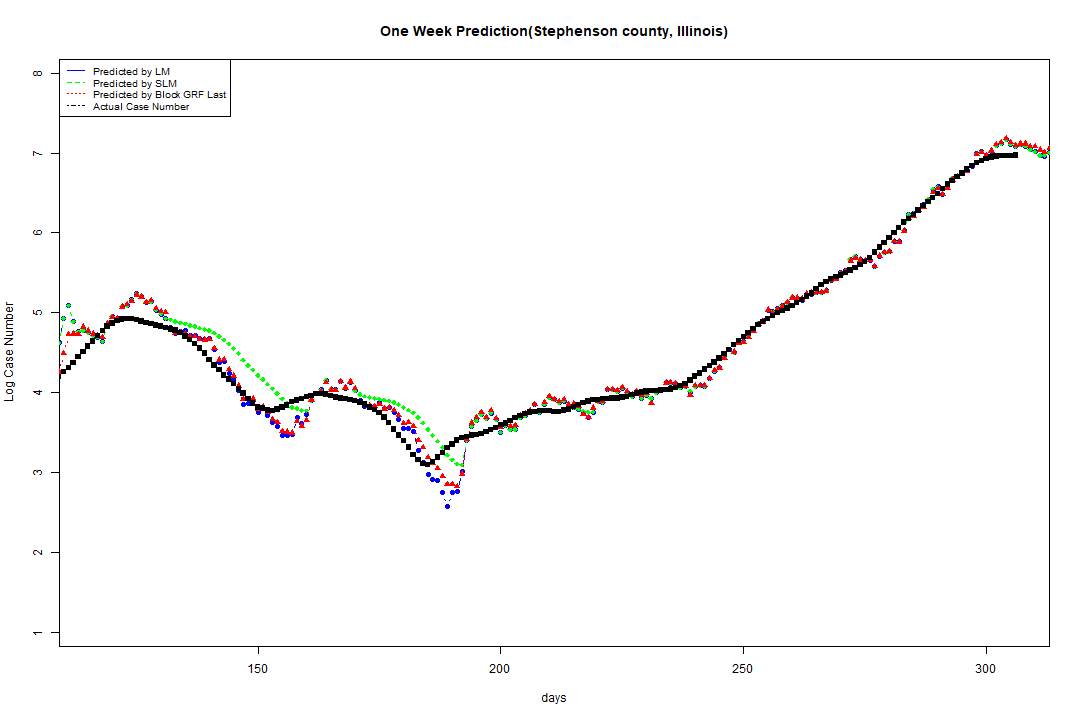 One Week Prediction(Stephenson county, Illinois)
Predicted by LM
Predicted by SLM
Predicted by Block GRF Last
Actual Case Number
8
7
6
5
4
3
2
1
Log Case Number
150 200 250 300
days